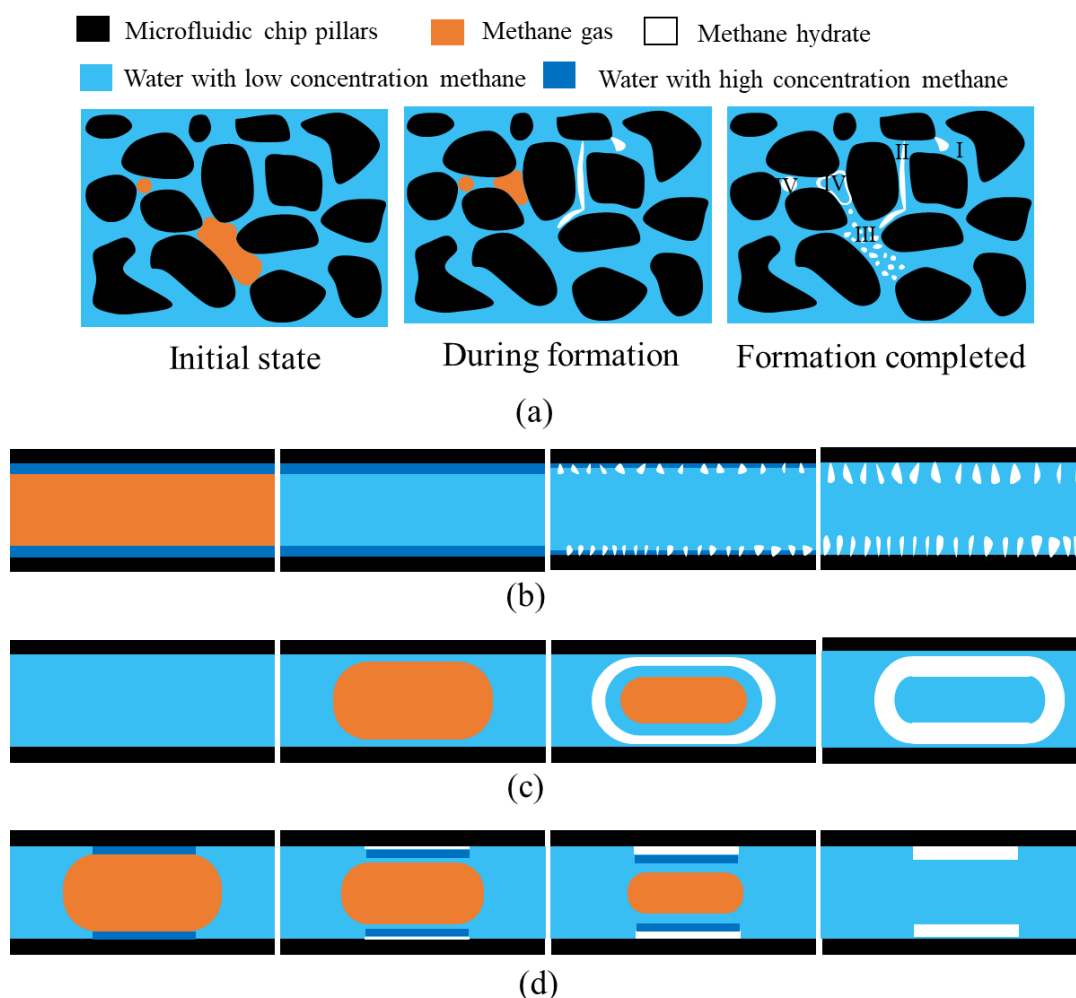 Microfluidic chip pillars Methane gas Methane hydrate
Water with low concentration methane Water with high concentration methane
I
II
IV IV
III
Initial state During formation Formation completed
(a)
(b)
(c)
(d)